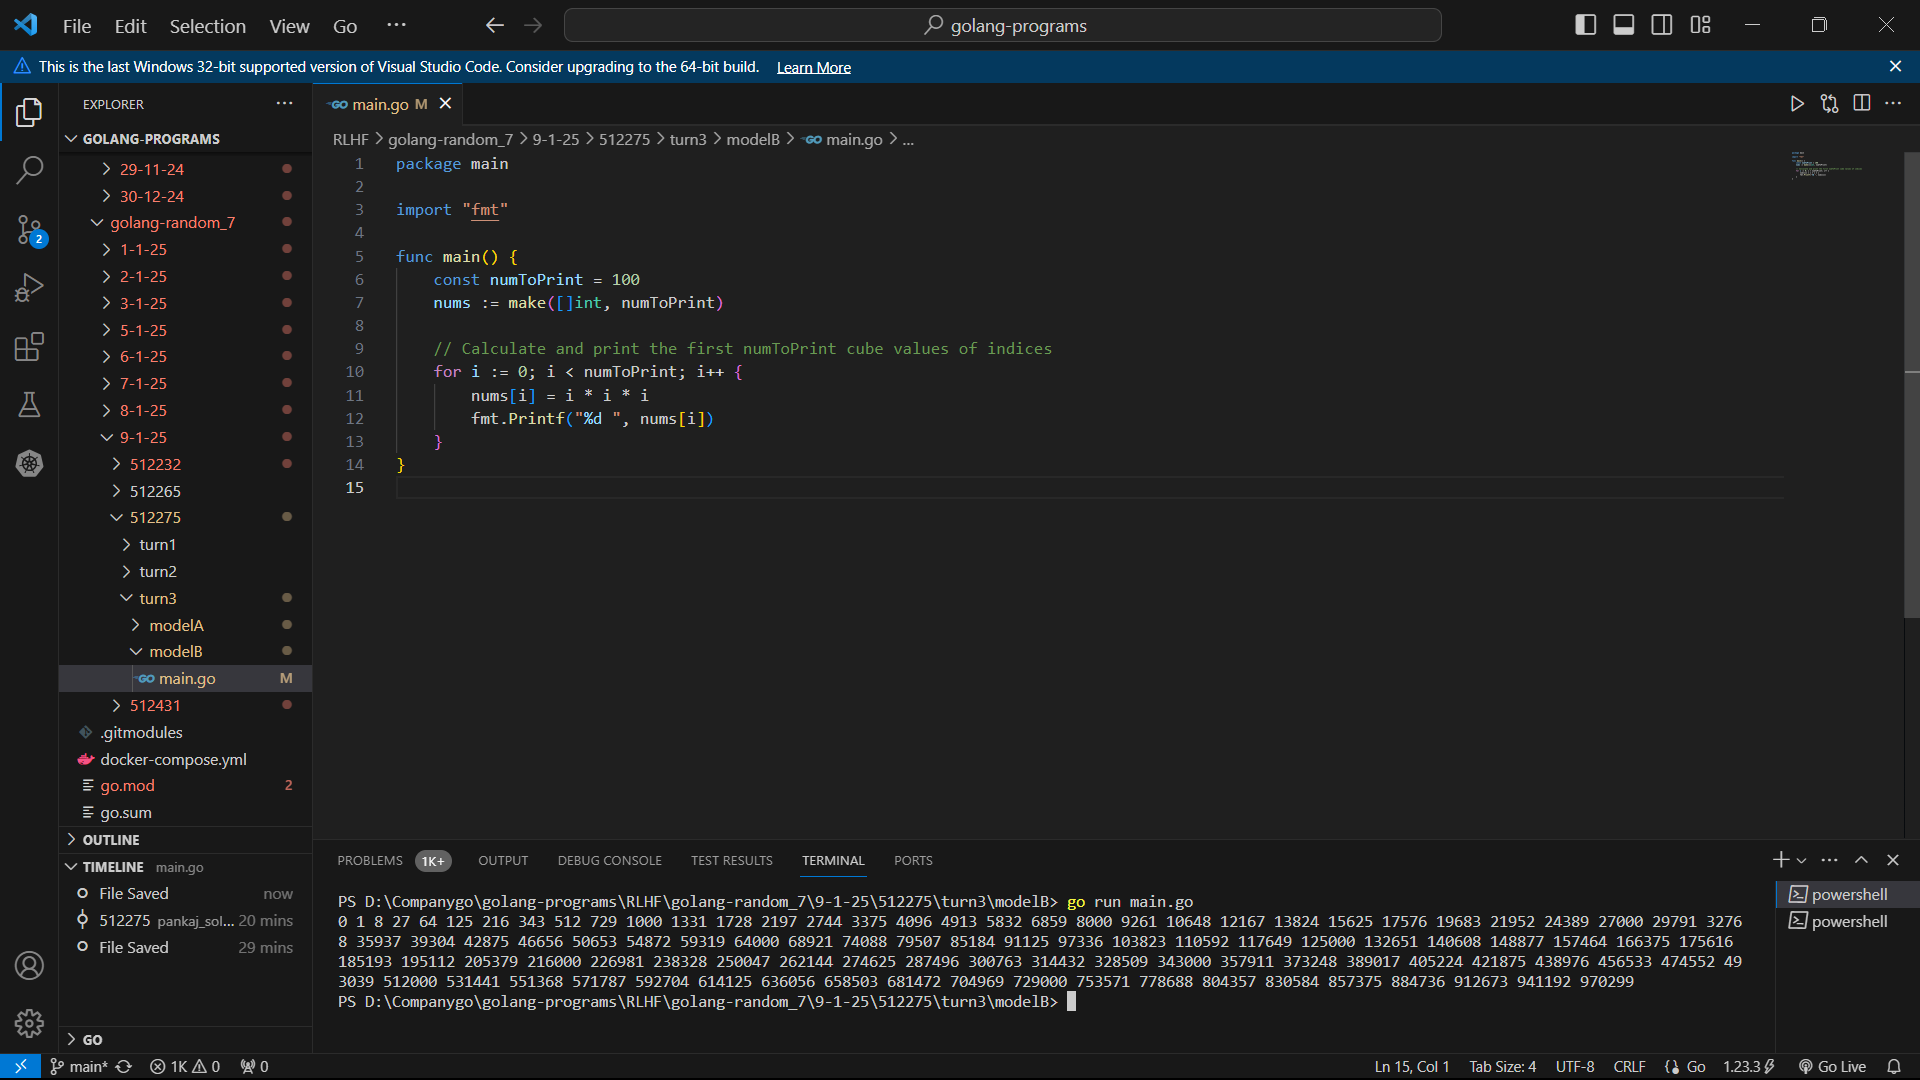 File Edit Selection View Go ··· golang-programs
This is the last Windows 32-bit supported version of Visual Studio Code. Consider upgrading to the 64-bit build. Learn More
EXPLORER ···
GOLANG-PROGRAMS
29-11-24
30-12-24
golang-random_7
1-1-25
2-1-25
3-1-25
5-1-25
6-1-25
7-1-25
8-1-25
9-1-25
512232
512265
512275
turn1
turn2
turn3
modelA
modelB
GO main.go M
512431
.gitmodules
docker-compose.yml
go.mod 2
go.sum
OUTLINE
TIMELINE main.go
File Saved now
512275 pankaj_sol... 20 mins
File Saved 29 mins
GO
2
GO main.go M
RLHF > golang-random_7 > 9-1-25 > 512275 > turn3 > modelB > GO main.go > ...
1 package main
2
3 import "fmt"
4
5 func main() {
6 const numToPrint = 100
7 nums := make([]int, numToPrint)
8
9 // Calculate and print the first numToPrint cube values of indices
10 for i := 0; i < numToPrint; i++ {
11 nums[i] = i * i * i
12 fmt.Printf("%d ", nums[i])
13 }
14 }
15
PROBLEMS 1K+ OUTPUT DEBUG CONSOLE TEST RESULTS TERMINAL PORTS
PS D:\Companygo\golang-programs\RLHF\golang-random_7\9-1-25\512275\turn3\modelB> go run main.go
0 1 8 27 64 125 216 343 512 729 1000 1331 1728 2197 2744 3375 4096 4913 5832 6859 8000 9261 10648 12167 13824 15625 17576 19683 21952 24389 27000 29791 3276
8 35937 39304 42875 46656 50653 54872 59319 64000 68921 74088 79507 85184 91125 97336 103823 110592 117649 125000 132651 140608 148877 157464 166375 175616
185193 195112 205379 216000 226981 238328 250047 262144 274625 287496 300763 314432 328509 343000 357911 373248 389017 405224 421875 438976 456533 474552 49
3039 512000 531441 551368 571787 592704 614125 636056 658503 681472 704969 729000 753571 778688 804357 830584 857375 884736 912673 941192 970299
PS D:\Companygo\golang-programs\RLHF\golang-random_7\9-1-25\512275\turn3\modelB>
powershell
powershell
main* 1K 0 0 Ln 15, Col 1 Tab Size: 4 UTF-8 CRLF Go 1.23.3 Go Live